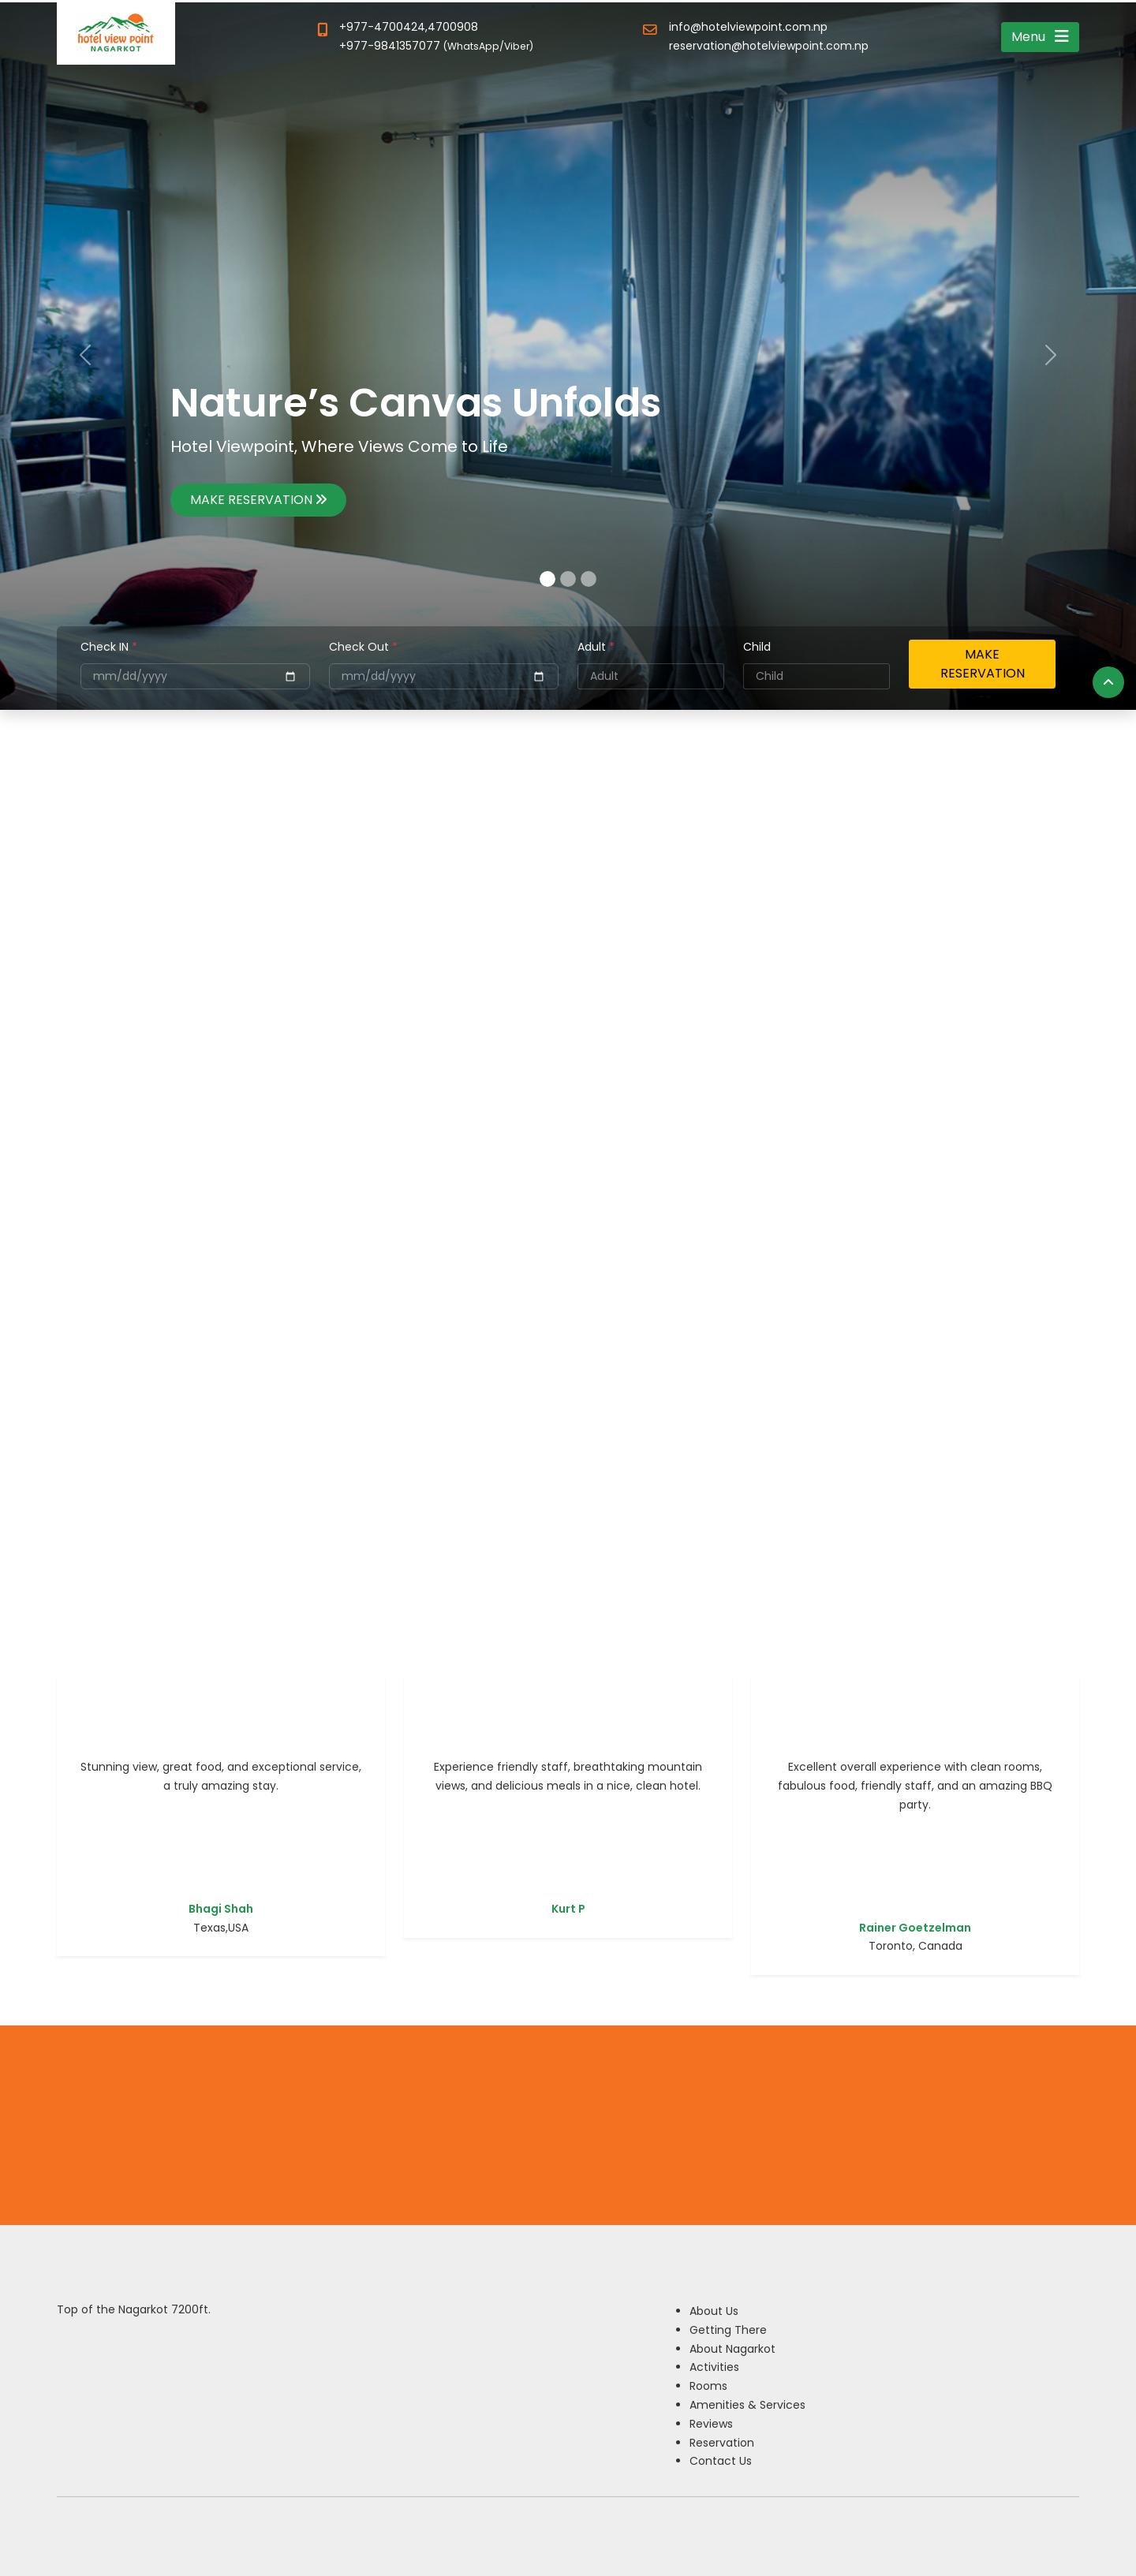 hotel view point
NAGARKOT
+977-4700424,4700908
+977-9841357077 (WhatsApp/Viber)
info@hotelviewpoint.com.np
reservation@hotelviewpoint.com.np
Menu
Nature’s Canvas Unfolds
Hotel Viewpoint, Where Views Come to Life
MAKE RESERVATION
Check IN *
Check Out *
Adult *
Child
mm/dd/yyyy
mm/dd/yyyy
Adult
Child
MAKE
RESERVATION
Stunning view, great food, and exceptional service,
a truly amazing stay.
Bhagi Shah
Texas,USA
Experience friendly staff, breathtaking mountain
views, and delicious meals in a nice, clean hotel.
Kurt P
Excellent overall experience with clean rooms,
fabulous food, friendly staff, and an amazing BBQ
party.
Rainer Goetzelman
Toronto, Canada
Top of the Nagarkot 7200ft.
About Us
Getting There
About Nagarkot
Activities
Rooms
Amenities & Services
Reviews
Reservation
Contact Us